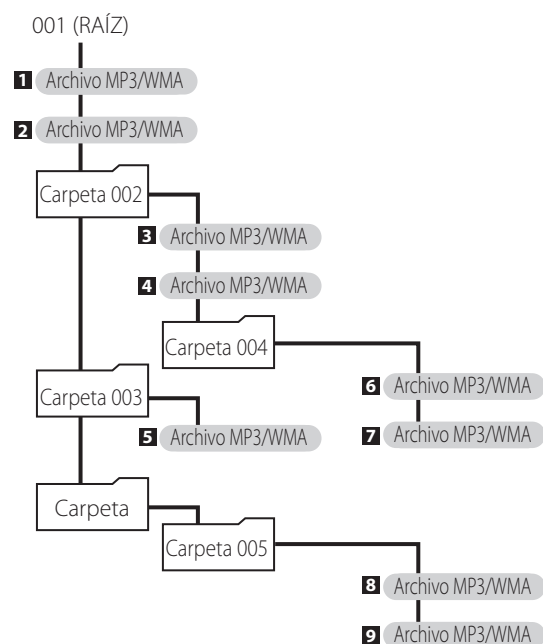 001 (RAÍZ)
1 Archivo MP3/WMA
2 Archivo MP3/WMA
Carpeta 002
3 Archivo MP3/WMA
4 Archivo MP3/WMA
Carpeta 004
Carpeta 003
6 Archivo MP3/WMA
5 Archivo MP3/WMA
7 Archivo MP3/WMA
Carpeta
Carpeta 005
8 Archivo MP3/WMA
9 Archivo MP3/WMA